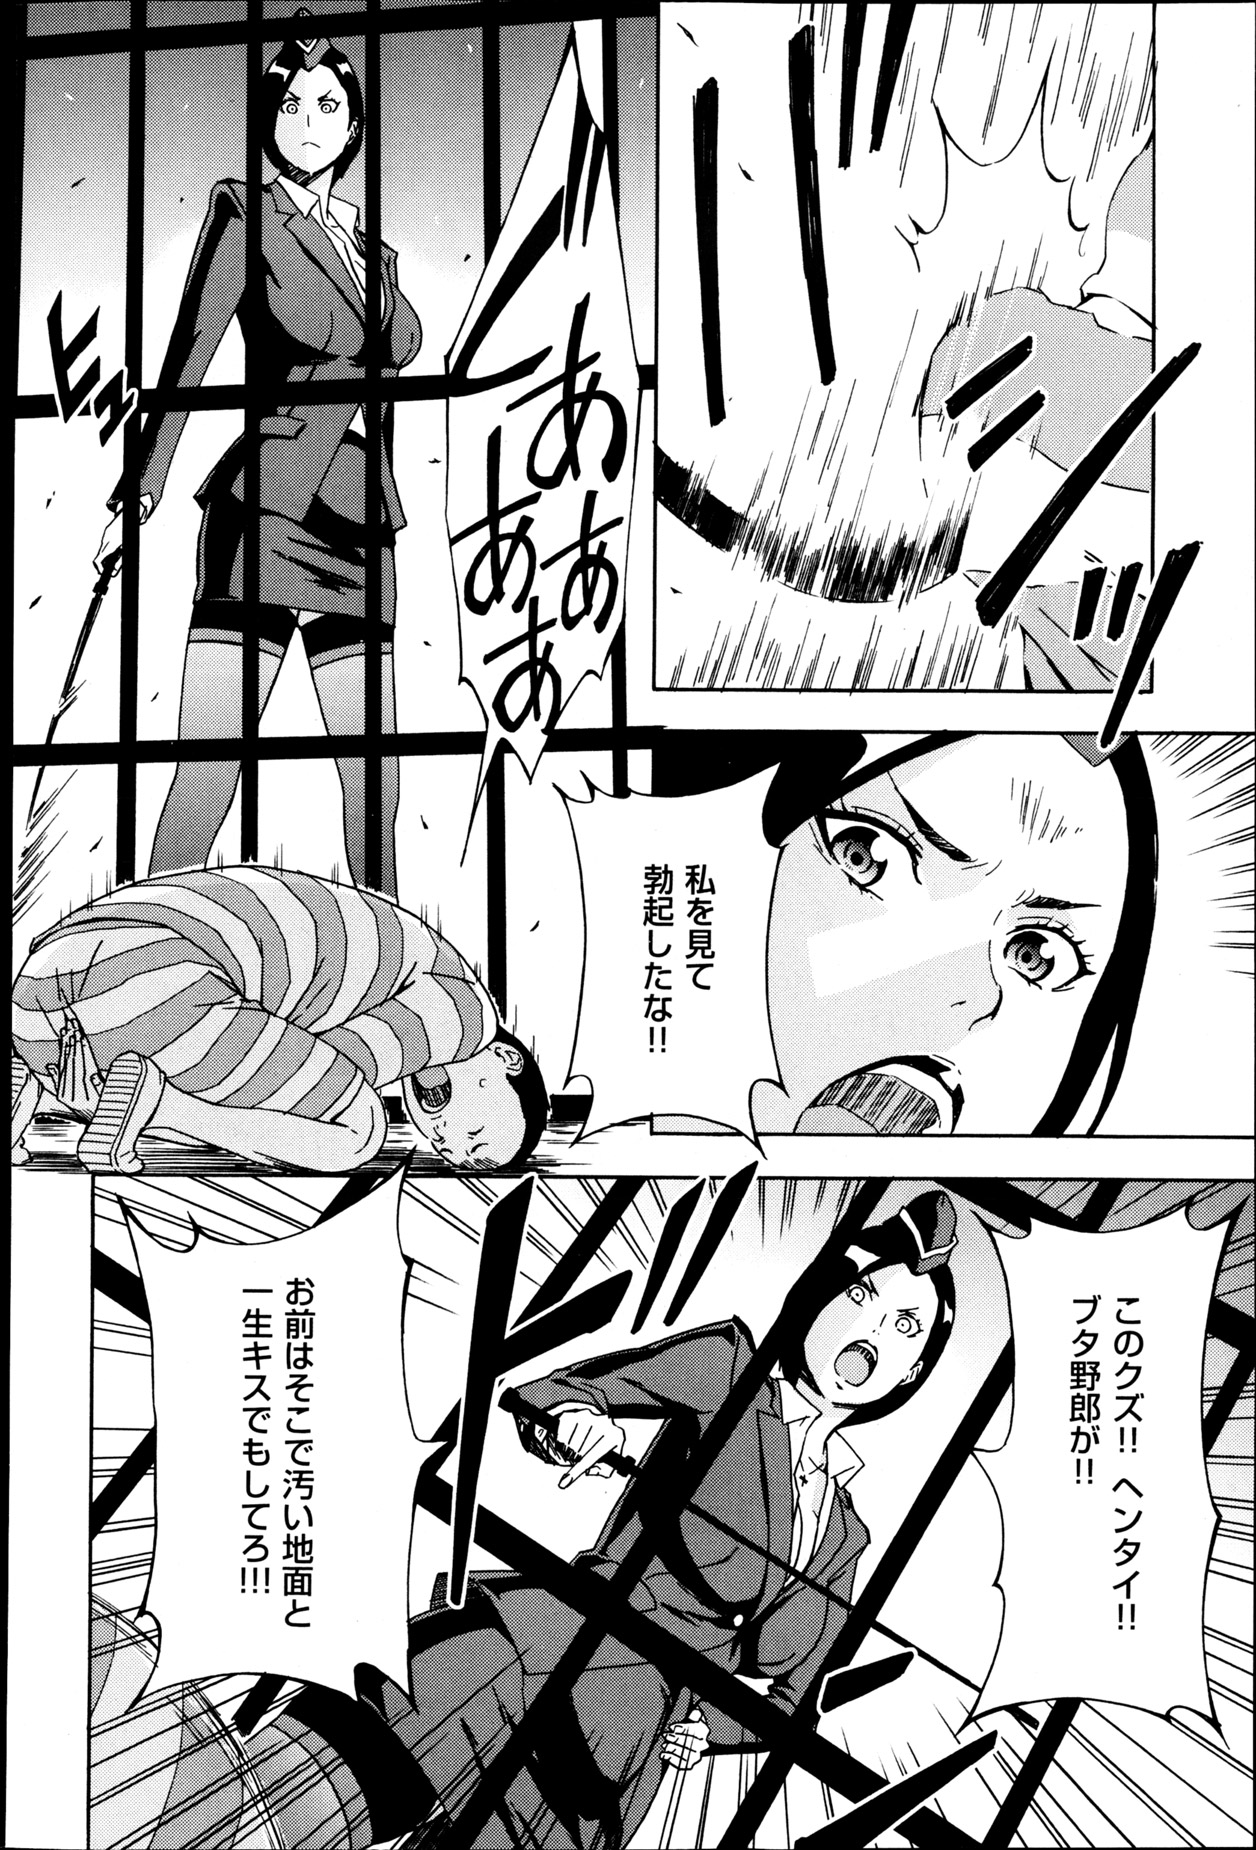 あああああ
ヒュ
私を見て
勃起したな!!
このクズ!! ヘンタイ!!
ブタ野郎が!!
お前はそこで汚い地面と
一生キスでもしてろ!!!